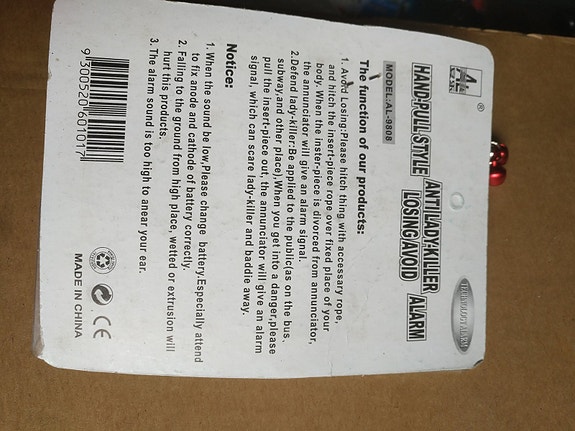 AL
®
HAND-PULL STYLE
ANTI LADY-KILLER
LOSING/AVOID ALARM
TECHNOLOGY ALARM
MODEL:AL-9808
The function of our products:
1. Avoid Losing:Please hitch thing with accessary rope,
and hitch the insert-piece rope over fixed place of your
body. When the inster-piece is divorced from annunciator,
the annunciator will give an alarm signal.
2.Defend lady-killer:Be applied to the public(as on the bus,
subway,and other place),When you get into a danger,please
pull the insert-piece out, the annunciator will give an alarm
signal, which can scare lady-killer and baddie away.
Notice:
1. When the sound be low,Please change battery.Especially attend
to fix anode and cathode of battery correctly.
2. Falling to the ground from high place, wetted or extrusion will
hurt this products.
3. The alarm sound is too high to anear your ear.
9 300520 601017
CE
MADE IN CHINA